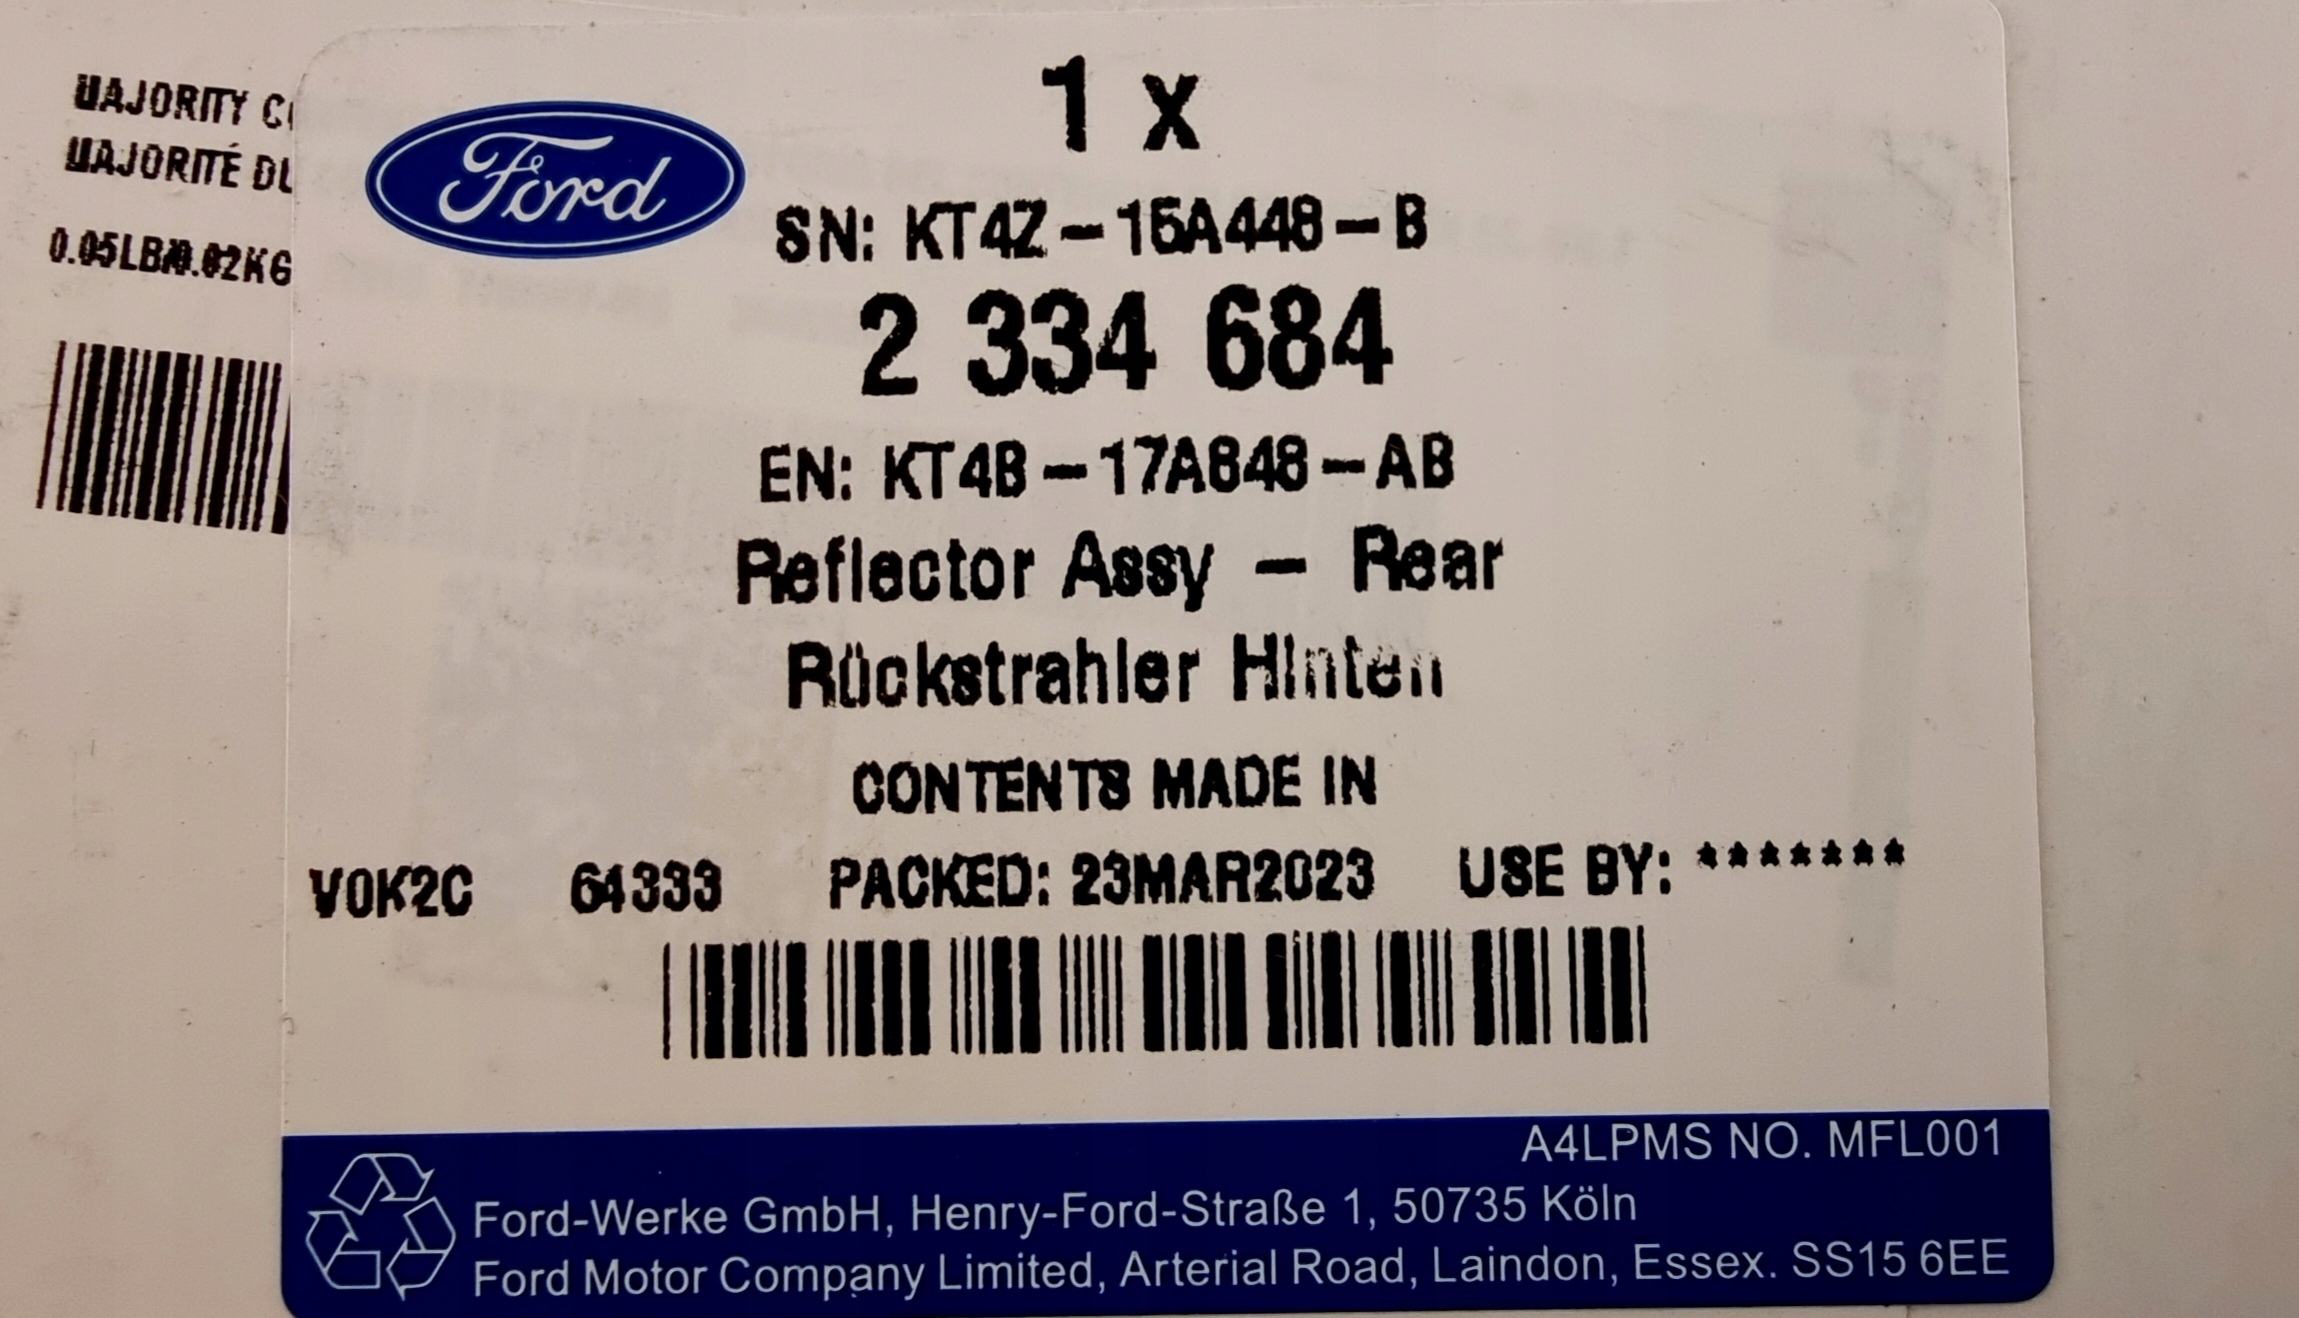 MAJORITY C
MAJORITÉ DU
0.05LB/0.02KG
Ford
1 x
SN: KT4Z-15A448-B
2 334 684
EN: KT4B-17A848-AB
Reflector Assy - Rear
Rückstrahler Hinten
CONTENTS MADE IN
V0K2C 64333 PACKED: 23MAR2023 USE BY: *******
A4LPMS NO. MFL001
Ford-Werke GmbH, Henry-Ford-Straße 1, 50735 Köln
Ford Motor Company Limited, Arterial Road, Laindon, Essex. SS15 6EE